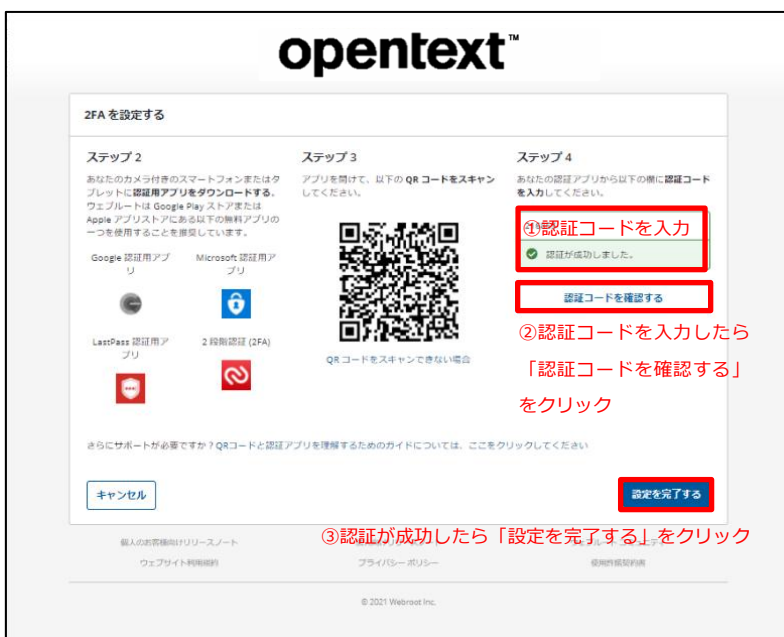 opentext™
2FA を設定する
ステップ 2
あなたのカメラ付きのスマートフォンまたはタ
ブレットに認証用アプリをダウンロードする。
ウェブルートは Google Play ストアまたは
Apple アプリストアにある以下の無料アプリの
一つを使用することを推奨しています。
Google 認証用アプ
リ
Microsoft 認証用ア
プリ
LastPass 認証用ア
プリ
2 段階認証 (2FA)
ステップ 3
アプリを開けて、以下の QR コードをスキャン
してください。
QR コードをスキャンできない場合
ステップ 4
あなたの認証アプリから以下の欄に認証コード
を入力してください。
①認証コードを入力
認証が成功しました。
認証コードを確認する
②認証コードを入力したら
「認証コードを確認する」
をクリック
さらにサポートが必要ですか？QRコードと認証アプリを理解するためのガイドについては、ここをクリックしてください
キャンセル
設定を完了する
③認証が成功したら「設定を完了する」をクリック
個人のお客様向けリリースノート
ウェブサイト利用規約
プライバシー ポリシー
使用許諾契約書
© 2021 Webroot Inc.